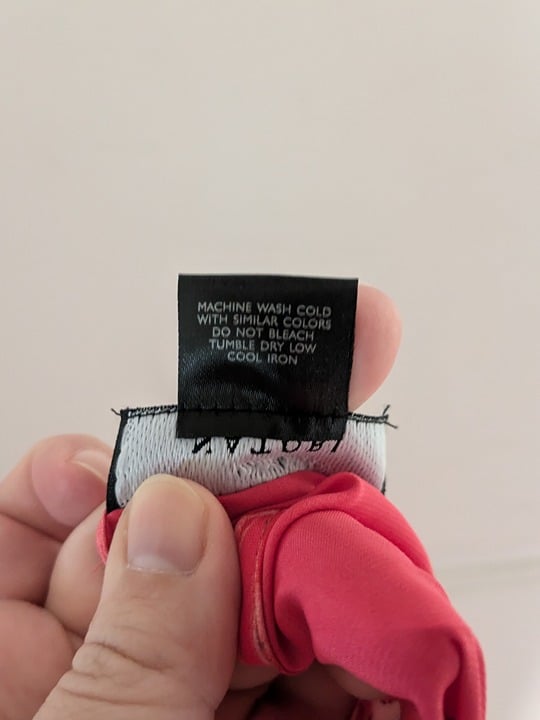 MACHINE WASH COLD
WITH SIMILAR COLORS
DO NOT BLEACH
TUMBLE DRY LOW
COOL IRON